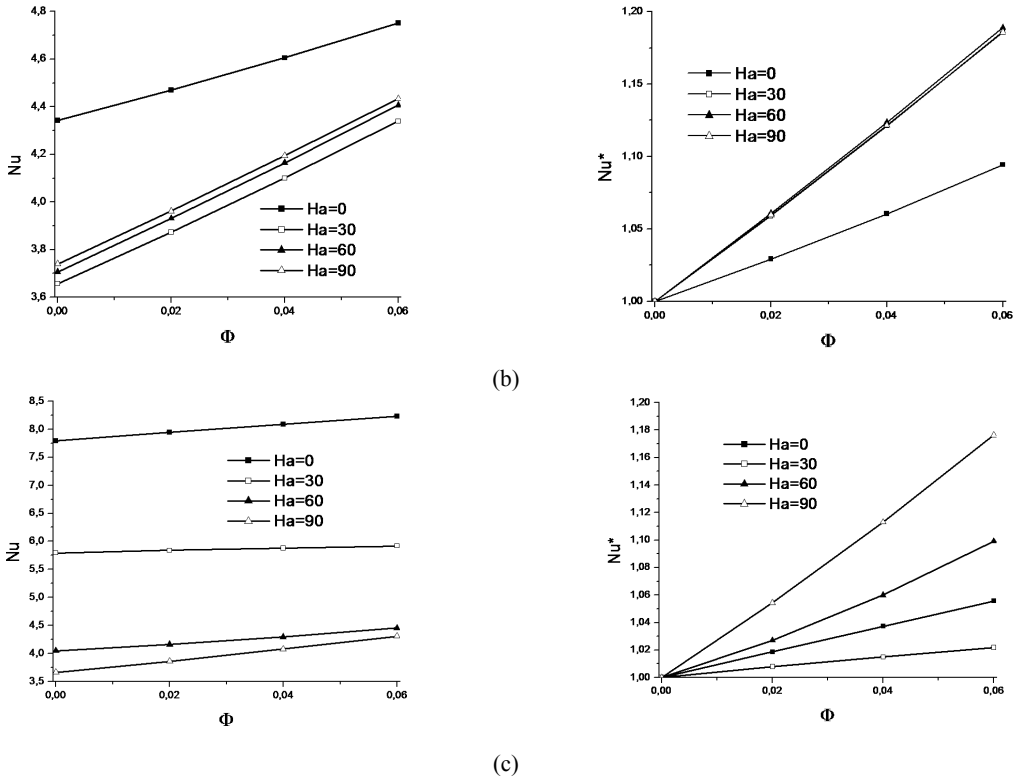 4,8
4,6
4,4
4,2
4,0
3,8
3,6
Nu
Ha=0
Ha=30
Ha=60
Ha=90
0,00 0,02 0,04 0,06
Φ
1,20
1,15
1,10
1,05
1,00
Nu*
Ha=0
Ha=30
Ha=60
Ha=90
0,00 0,02 0,04 0,06
Φ
(b)
8,5
8,0
7,5
7,0
6,5
6,0
5,5
5,0
4,5
4,0
3,5
Nu
Ha=0
Ha=30
Ha=60
Ha=90
0,00 0,02 0,04 0,06
Φ
1,20
1,18
1,16
1,14
1,12
1,10
1,08
1,06
1,04
1,02
1,00
Nu*
Ha=0
Ha=30
Ha=60
Ha=90
0,00 0,02 0,04 0,06
Φ
(c)